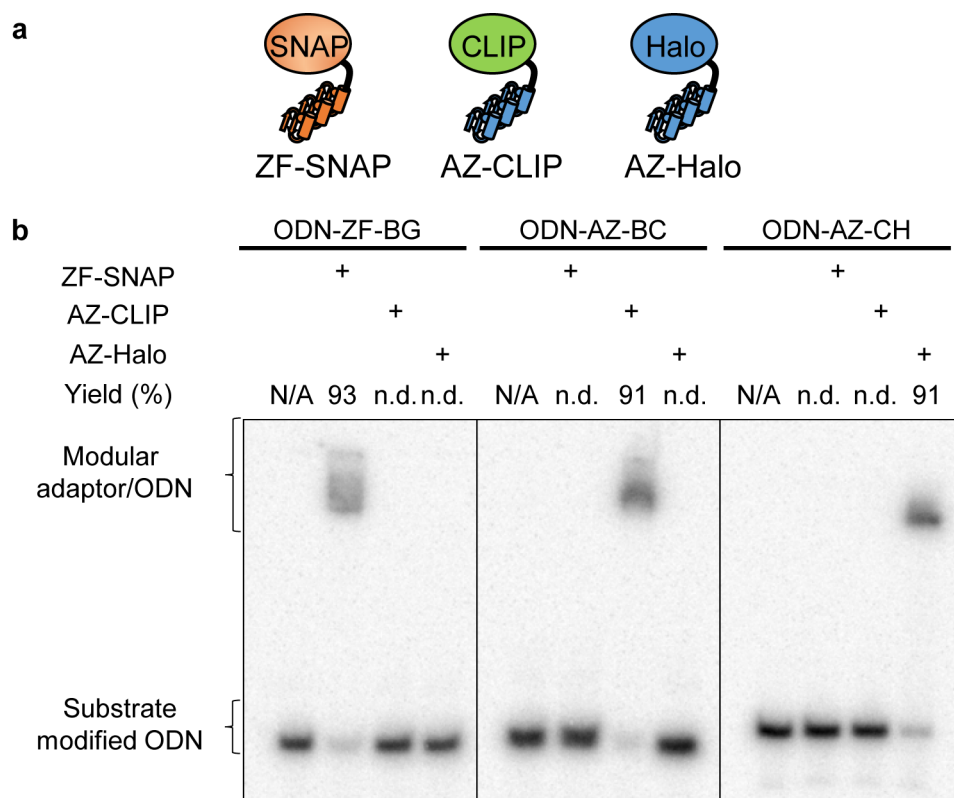 a
SNAP CLIP Halo
ZF-SNAP AZ-CLIP AZ-Halo
b
ODN-ZF-BG ODN-AZ-BC ODN-AZ-CH
ZF-SNAP + + +
AZ-CLIP + + +
AZ-Halo + + +
Yield (%) N/A 93 n.d. n.d. N/A n.d. 91 n.d. N/A n.d. n.d. 91
Modular
adaptor/ODN
Substrate
modified ODN